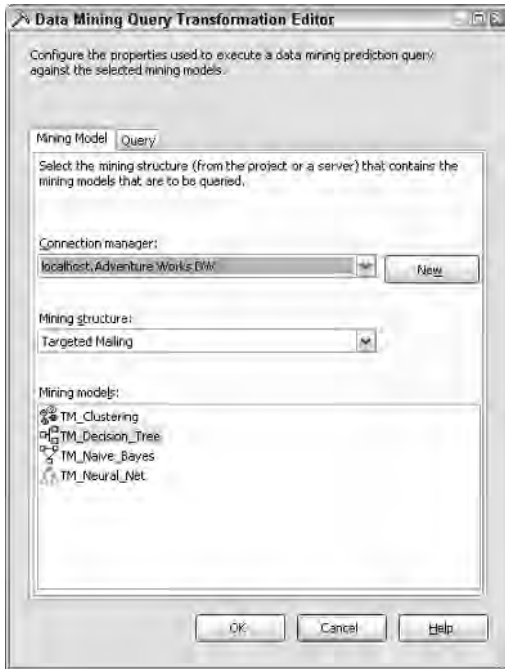 Data Mining Query Transformation Editor
Configure the properties used to execute a data mining prediction query
against the selected mining models.
Mining Model Query
Select the mining structure (from the project or a server) that contains the
mining models that are to be queried.
Connection manager:
localhost.Adventure Works DW New
Mining structure:
Targeted Mailing
Mining models:
TM_Clustering
TM_Decision_Tree
TM_Naive_Bayes
TM_Neural_Net
OK Cancel Help